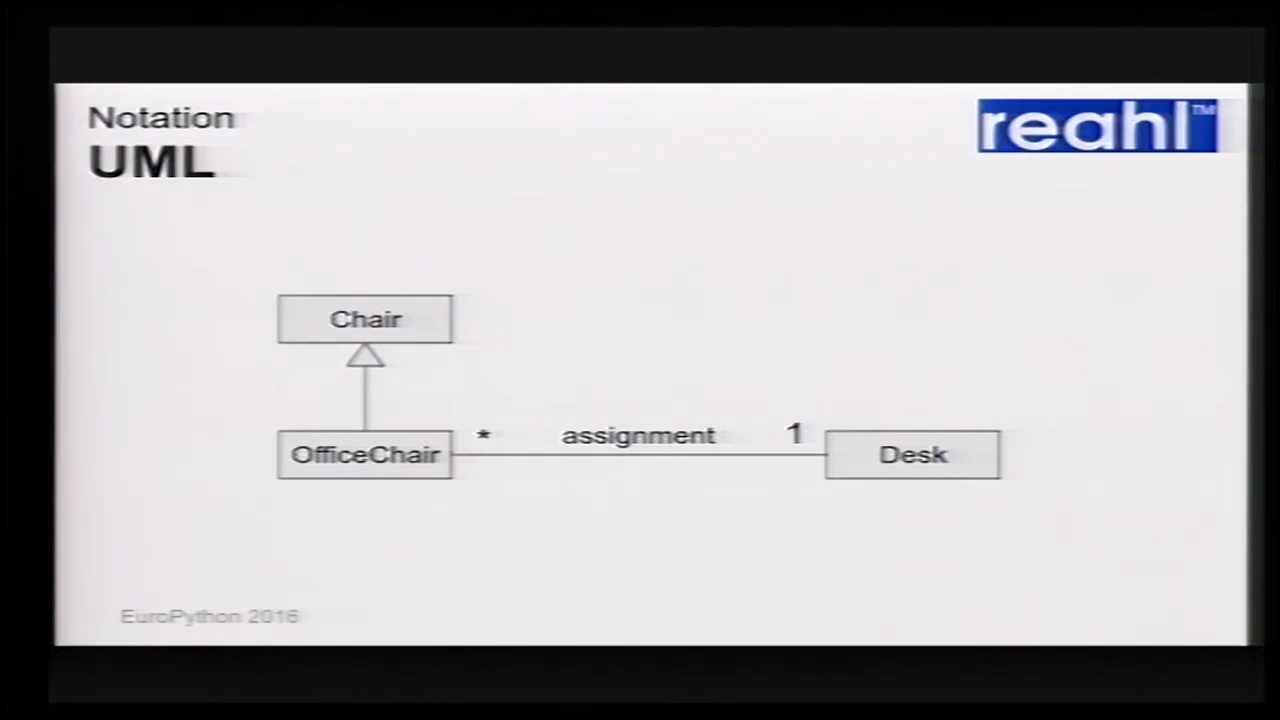 Notation
UML
reahl™
Chair
OfficeChair
* assignment 1
Desk
EuroPython 2016